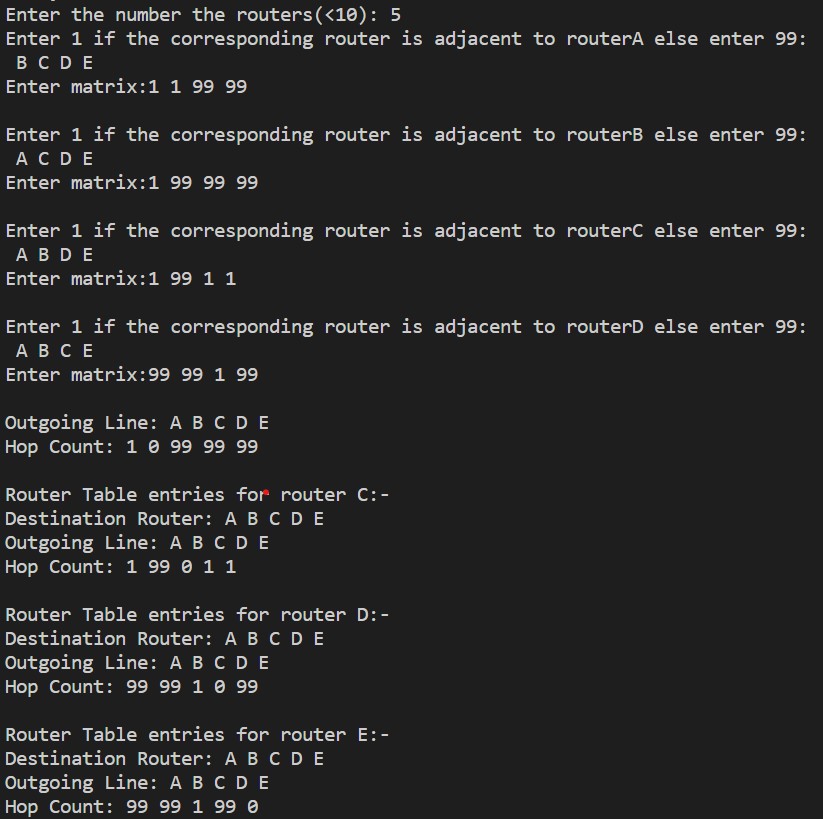 Enter the number the routers(<10): 5
Enter 1 if the corresponding router is adjacent to routerA else enter 99:
B C D E
Enter matrix:1 1 99 99
Enter 1 if the corresponding router is adjacent to routerB else enter 99:
A C D E
Enter matrix:1 99 99 99
Enter 1 if the corresponding router is adjacent to routerC else enter 99:
A B D E
Enter matrix:1 99 1 1
Enter 1 if the corresponding router is adjacent to routerD else enter 99:
A B C E
Enter matrix:99 99 1 99
Outgoing Line: A B C D E
Hop Count: 1 0 99 99 99
Router Table entries for router C:-
Destination Router: A B C D E
Outgoing Line: A B C D E
Hop Count: 1 99 0 1 1
Router Table entries for router D:-
Destination Router: A B C D E
Outgoing Line: A B C D E
Hop Count: 99 99 1 0 99
Router Table entries for router E:-
Destination Router: A B C D E
Outgoing Line: A B C D E
Hop Count: 99 99 1 99 0